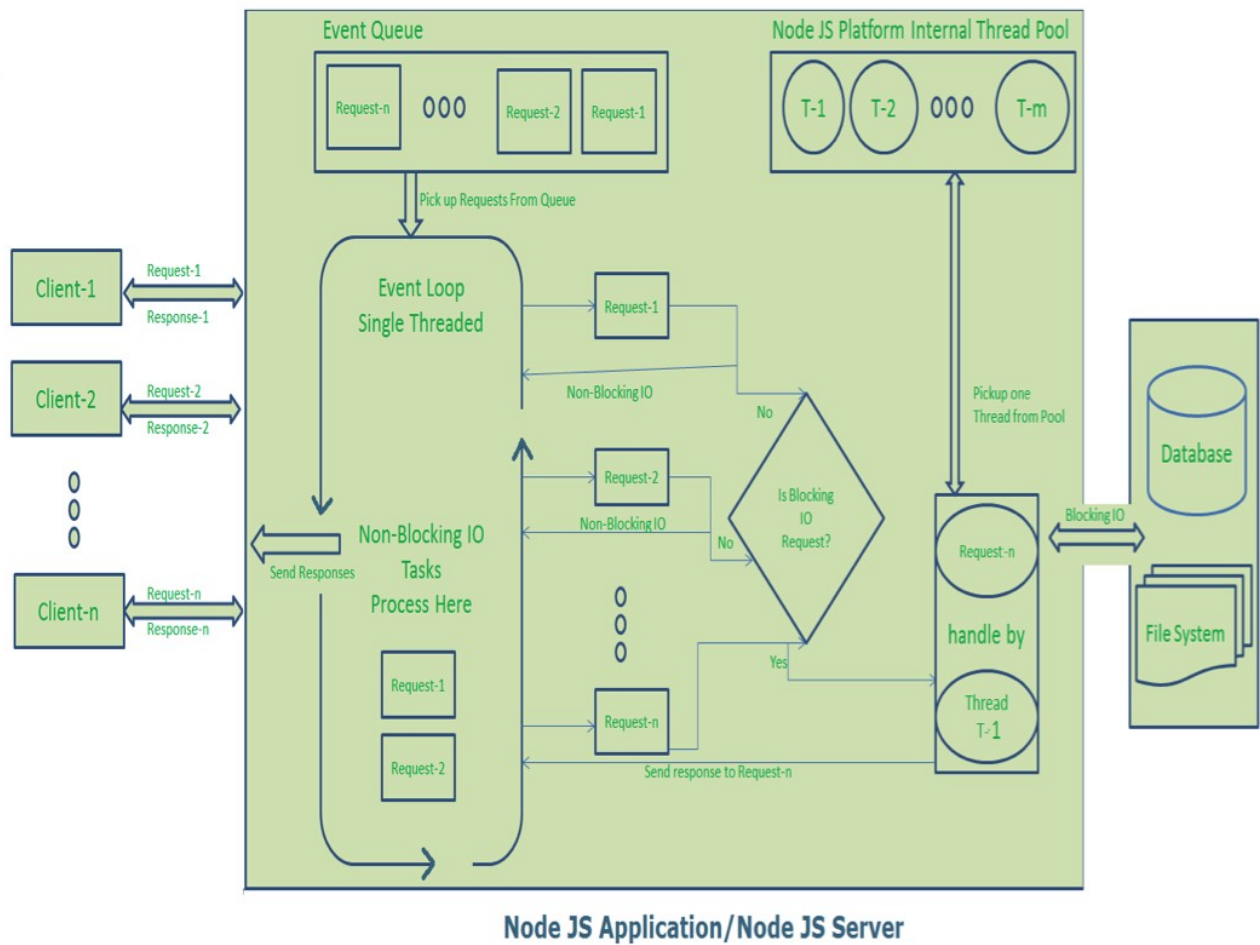 Event Queue
Node JS Platform Internal Thread Pool
Request-n
Request-2
Request-1
T-1
T-2
T-m
Pick up Requests From Queue
Client-1
Request-1
Response-1
Event Loop
Single Threaded
Request-1
Non-Blocking IO
No
Client-2
Request-2
Response-2
Pickup one
Thread from Pool
Database
Request-2
Non-Blocking IO
No
Is Blocking
IO
Request?
Blocking IO
Send Responses
Non-Blocking IO
Tasks
Process Here
Request-n
handle by
Thread
T-1
File System
Client-n
Request-n
Response-n
Yes
Request-1
Request-2
Request-n
Send response to Request-n
Node JS Application/Node JS Server